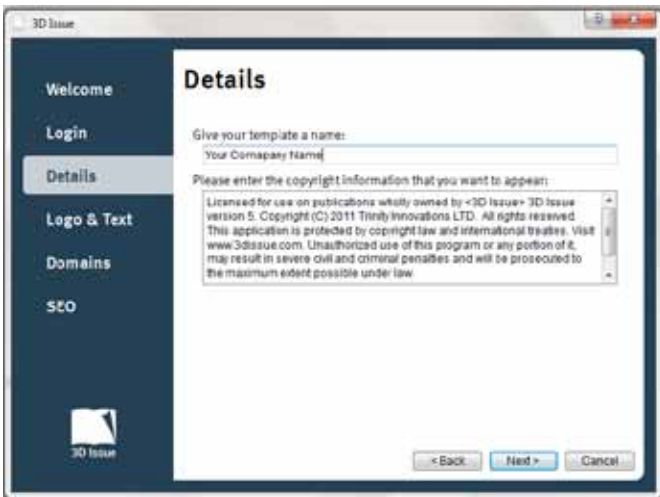 3D Issue
Welcome
Login
Details
Logo & Text
Domains
SEO
3D Issue
Details
Give your template a name:
Your Comapany Name
Please enter the copyright information that you want to appear:
Licensed for use on publications wholly owned by <3D Issue> 3D Issue
version 5. Copyright (C) 2011 Trinity Innovations LTD. All rights reserved.
This application is protected by copyright law and international treaties. Visit
www.3dissue.com. Unauthorized use of this program or any portion of it,
may result in severe civil and criminal penalties and will be prosecuted to
the maximum extent possible under law.
< Back
Next >
Cancel